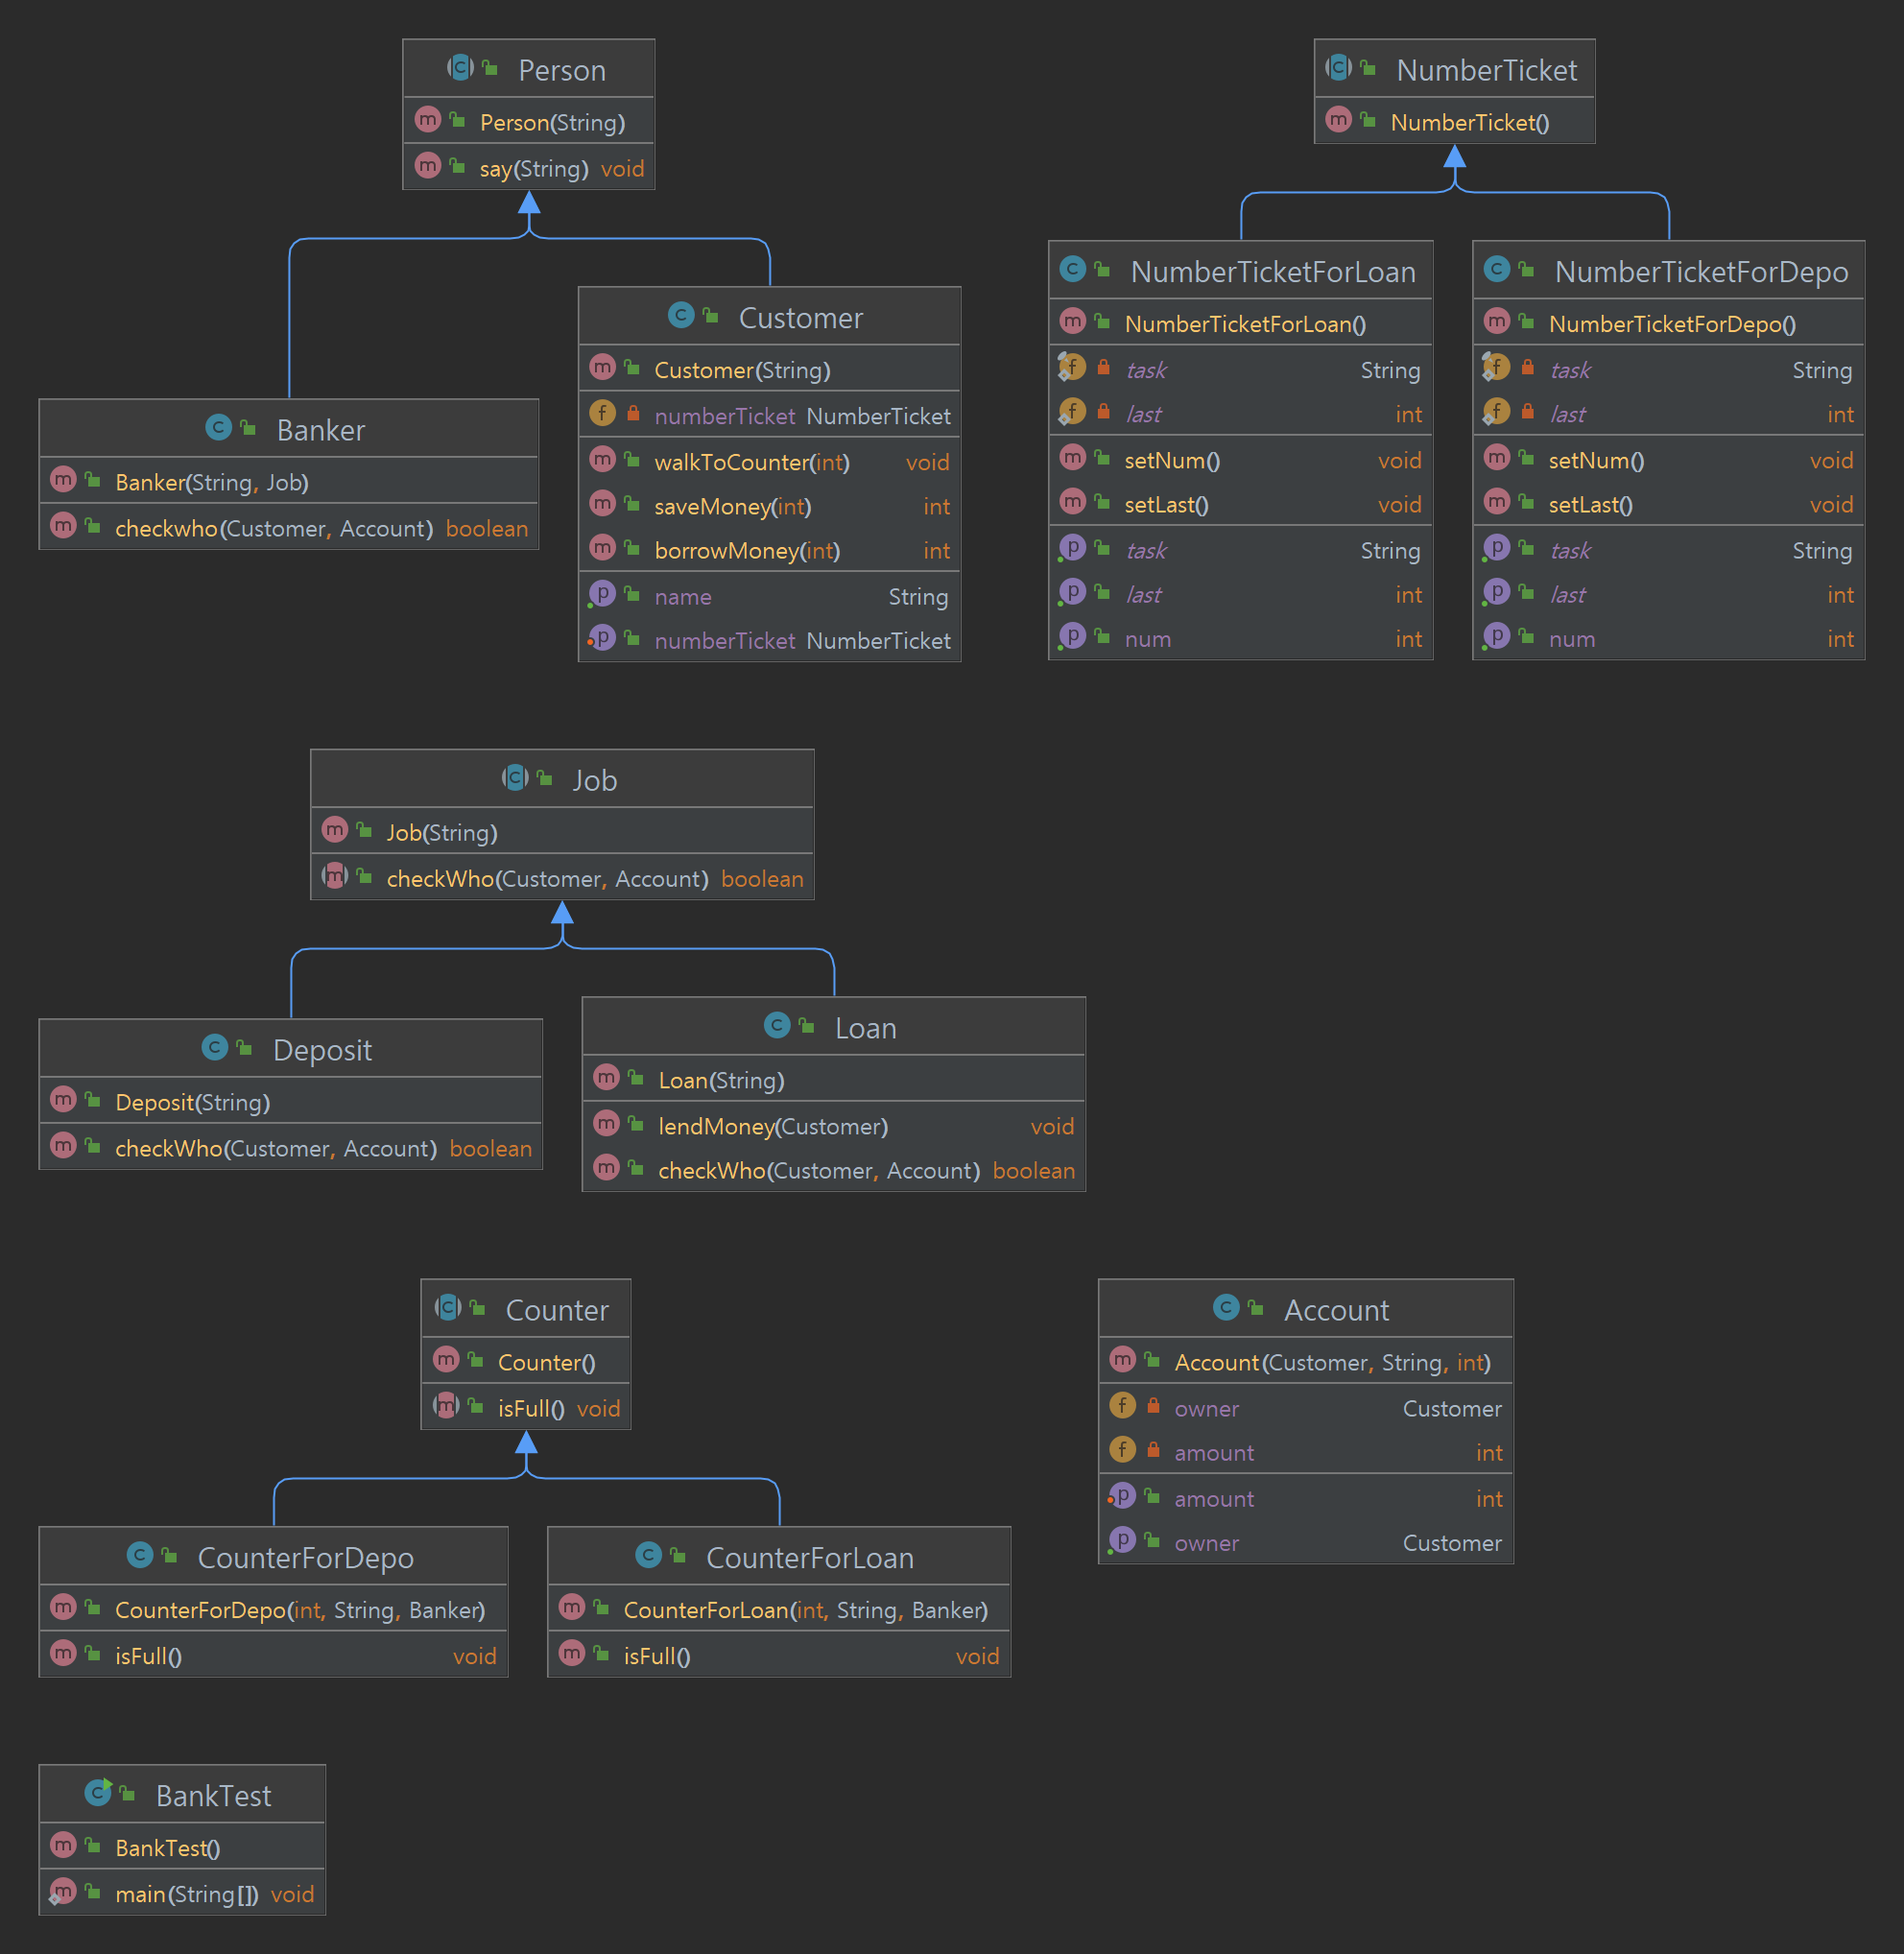 Person
Person(String)
say(String) void
NumberTicket
NumberTicket()
Banker
Banker(String, Job)
checkwho(Customer, Account) boolean
Customer
Customer(String)
numberTicket NumberTicket
walkToCounter(int) void
saveMoney(int) int
borrowMoney(int) int
name String
numberTicket NumberTicket
NumberTicketForLoan
NumberTicketForLoan()
task String
last int
setNum() void
setLast() void
task String
last int
num int
NumberTicketForDepo
NumberTicketForDepo()
task String
last int
setNum() void
setLast() void
task String
last int
num int
Job
Job(String)
checkWho(Customer, Account) boolean
Deposit
Deposit(String)
checkWho(Customer, Account) boolean
Loan
Loan(String)
lendMoney(Customer) void
checkWho(Customer, Account) boolean
Counter
Counter()
isFull() void
Account
Account(Customer, String, int)
owner Customer
amount int
amount int
owner Customer
CounterForDepo
CounterForDepo(int, String, Banker)
isFull() void
CounterForLoan
CounterForLoan(int, String, Banker)
isFull() void
BankTest
BankTest()
main(String[]) void